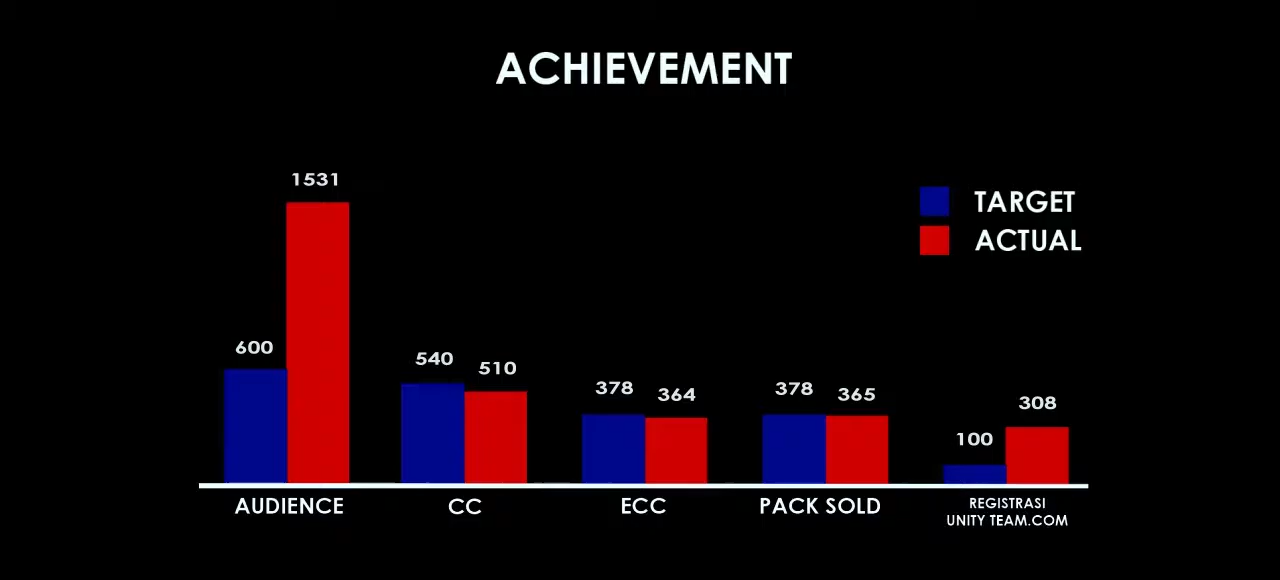 ACHIEVEMENT
1531
TARGET
ACTUAL
600
540
510
378
364
378
365
308
100
AUDIENCE
CC
ECC
PACK SOLD
REGISTRASI
UNITY TEAM.COM